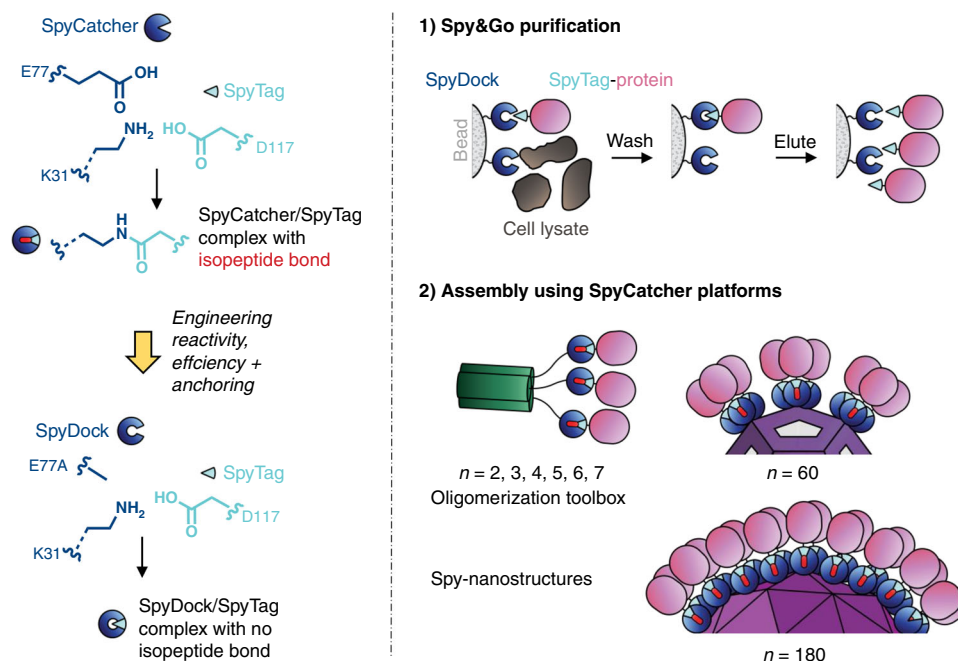 SpyCatcher
E77
OH
O
SpyTag
NH2
HO
O
D117
K31
H
N
O
SpyCatcher/SpyTag
complex with
isopeptide bond
Engineering
reactivity,
effciency +
anchoring
SpyDock
E77A
SpyTag
NH2
HO
O
D117
K31
SpyDock/SpyTag
complex with no
isopeptide bond
1) Spy&Go purification
SpyDock
SpyTag-protein
Bead
Wash
Elute
Cell lysate
2) Assembly using SpyCatcher platforms
n = 2, 3, 4, 5, 6, 7
Oligomerization toolbox
n = 60
Spy-nanostructures
n = 180